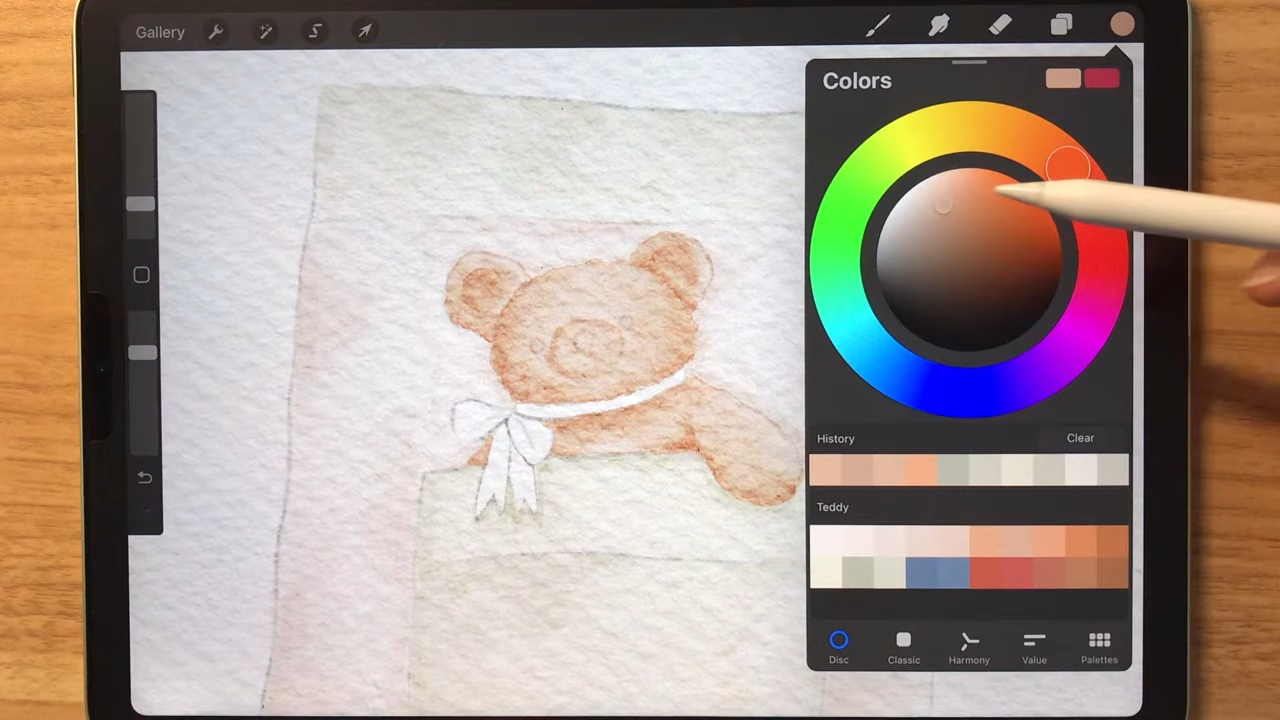 Gallery
Colors
History
Clear
Teddy
Disc
Classic
Harmony
Value
Palettes